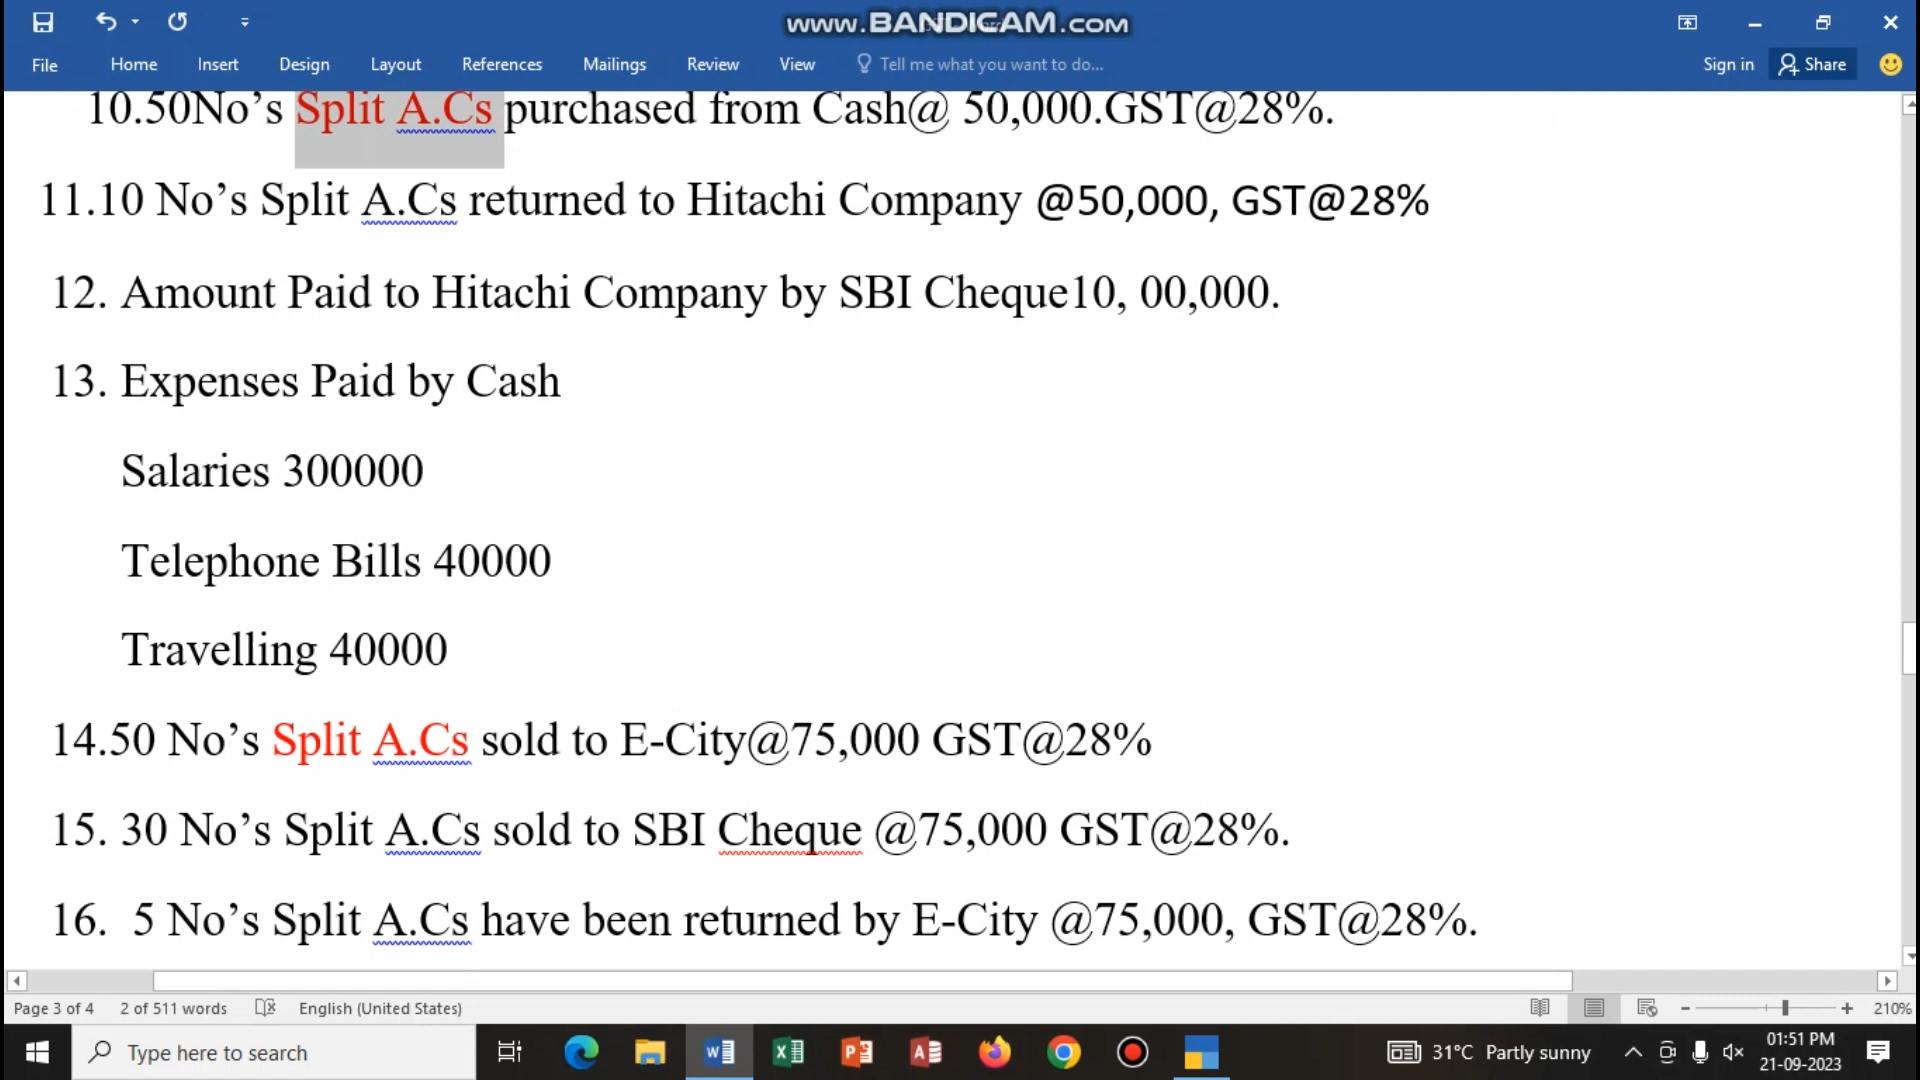 www.BANDICAM.com
File Home Insert Design Layout References Mailings Review View Tell me what you want to do... Sign in Share
10.50No’s Split A.Cs purchased from Cash@ 50,000.GST@28%.
11.10 No’s Split A.Cs returned to Hitachi Company @50,000, GST@28%
12. Amount Paid to Hitachi Company by SBI Cheque10, 00,000.
13. Expenses Paid by Cash
Salaries 300000
Telephone Bills 40000
Travelling 40000
14.50 No’s Split A.Cs sold to E-City@75,000 GST@28%
15. 30 No’s Split A.Cs sold to SBI Cheque @75,000 GST@28%.
16. 5 No’s Split A.Cs have been returned by E-City @75,000, GST@28%.
Page 3 of 4 2 of 511 words English (United States) 210%
Type here to search 31°C Partly sunny 01:51 PM
21-09-2023